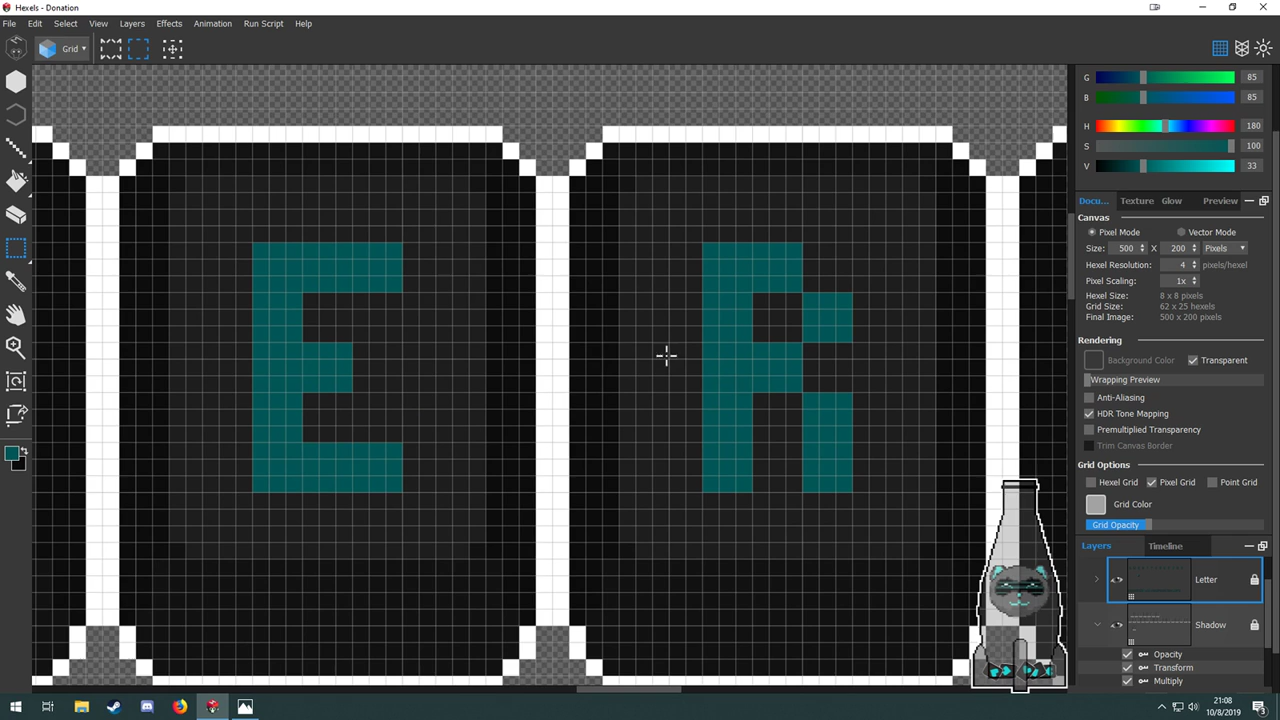 Hexels - Donation
File Edit Select View Layers Effects Animation Run Script Help
Grid
G 85
B 85
H 180
S 100
V 33
Docu... Texture Glow Preview
Canvas
Pixel Mode Vector Mode
Size: 500 X 200 Pixels
Hexel Resolution: 4 pixels/hexel
Pixel Scaling: 1x
Hexel Size: 8 x 8 pixels
Grid Size: 62 x 25 hexels
Final Image: 500 x 200 pixels
Rendering
Background Color Transparent
Wrapping Preview
Anti-Aliasing
HDR Tone Mapping
Premultiplied Transparency
Trim Canvas Border
Grid Options
Hexel Grid Pixel Grid Point Grid
Grid Color
Grid Opacity
Layers Timeline
Letter
Shadow
Opacity
Transform
Multiply
E R
21:08
10/8/2019
3